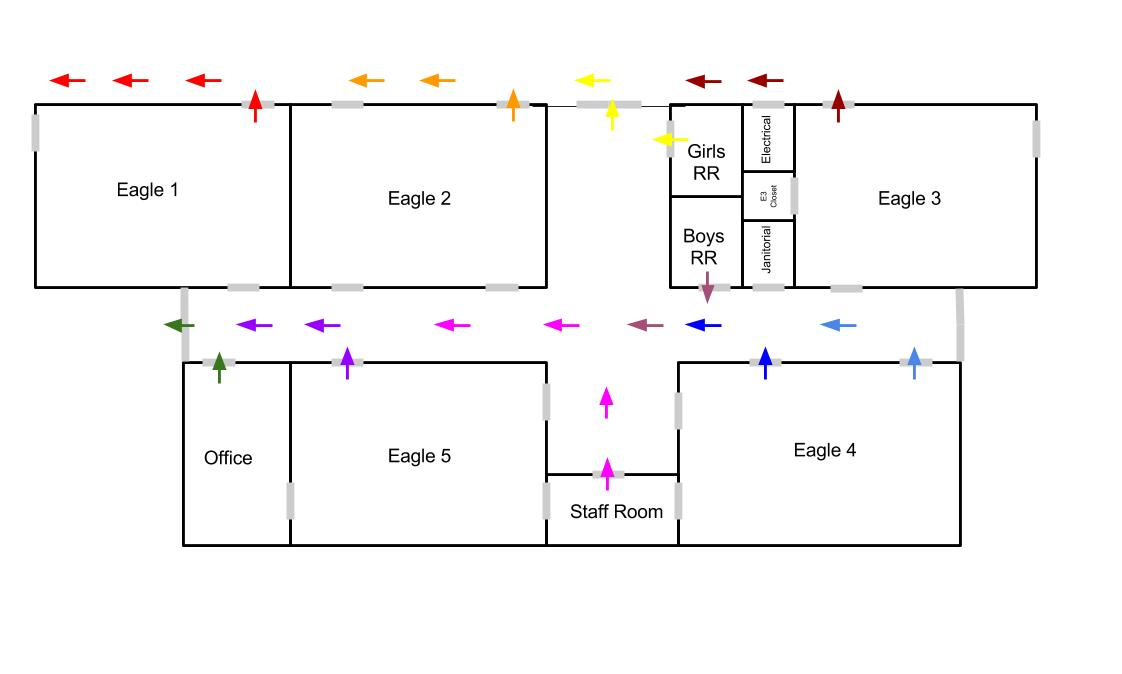 Eagle 1
Eagle 2
Girls
RR
Boys
RR
Electrical
E3
Closet
Janitorial
Eagle 3
Office
Eagle 5
Staff Room
Eagle 4